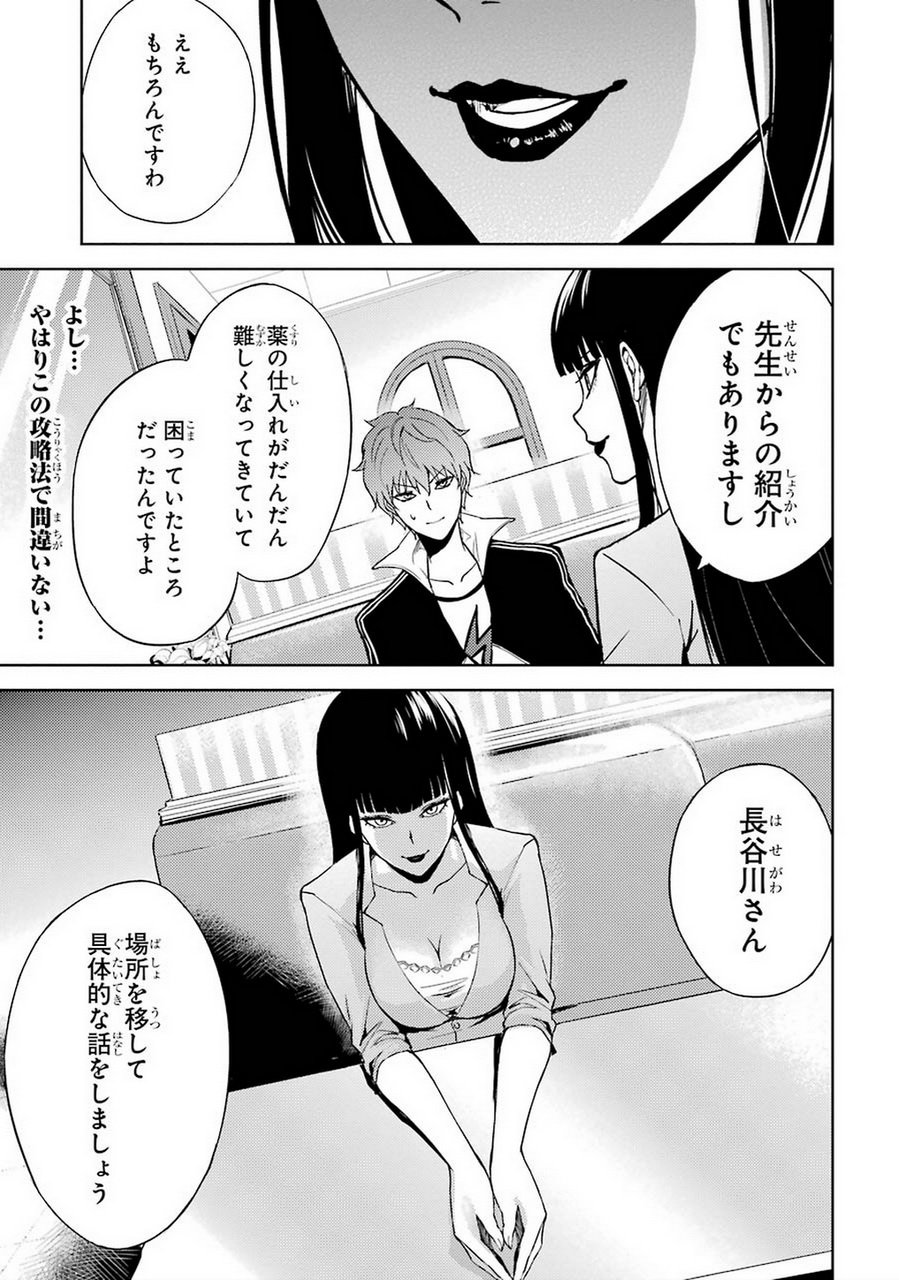 ええ
もちろんですわ
先生からの紹介
でもありますし
薬の仕入れがだんだん
難しくなってきていて
困っていたところ
だったんですよ
よし…
やはりこの攻略法で間違いない…
長谷川さん
場所を移して
具体的な話をしましょう